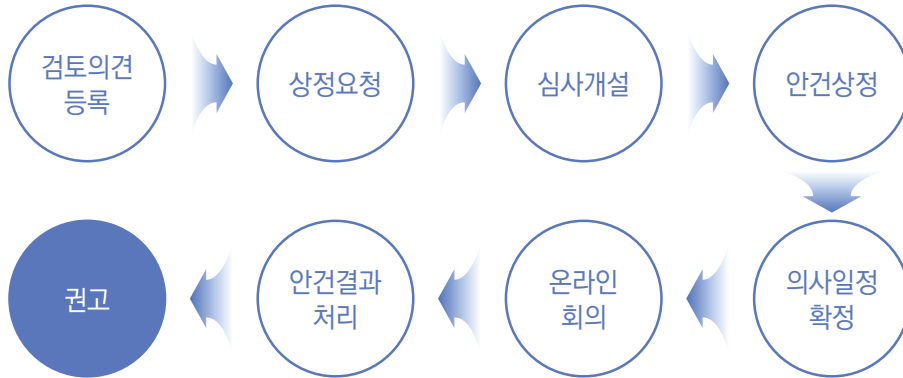 검토의견
등록
상정요청
심사개설
안건상정
의사일정
확정
온라인
회의
안건결과
처리
권고